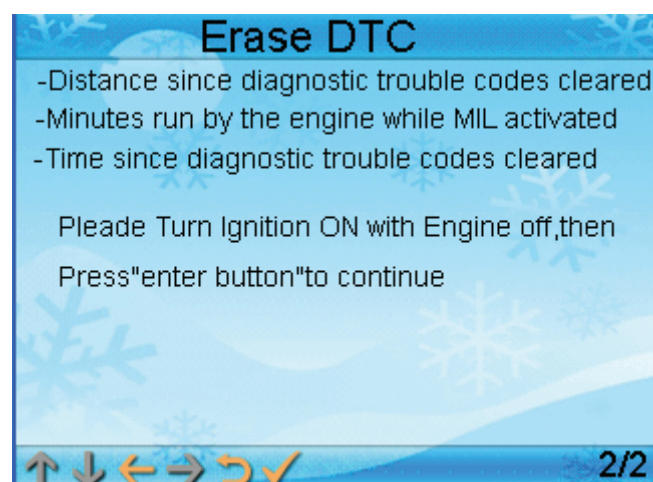 Erase DTC
-Distance since diagnostic trouble codes cleared
-Minutes run by the engine while MIL activated
-Time since diagnostic trouble codes cleared
Pleade Turn Ignition ON with Engine off,then
Press"enter button"to continue
2/2